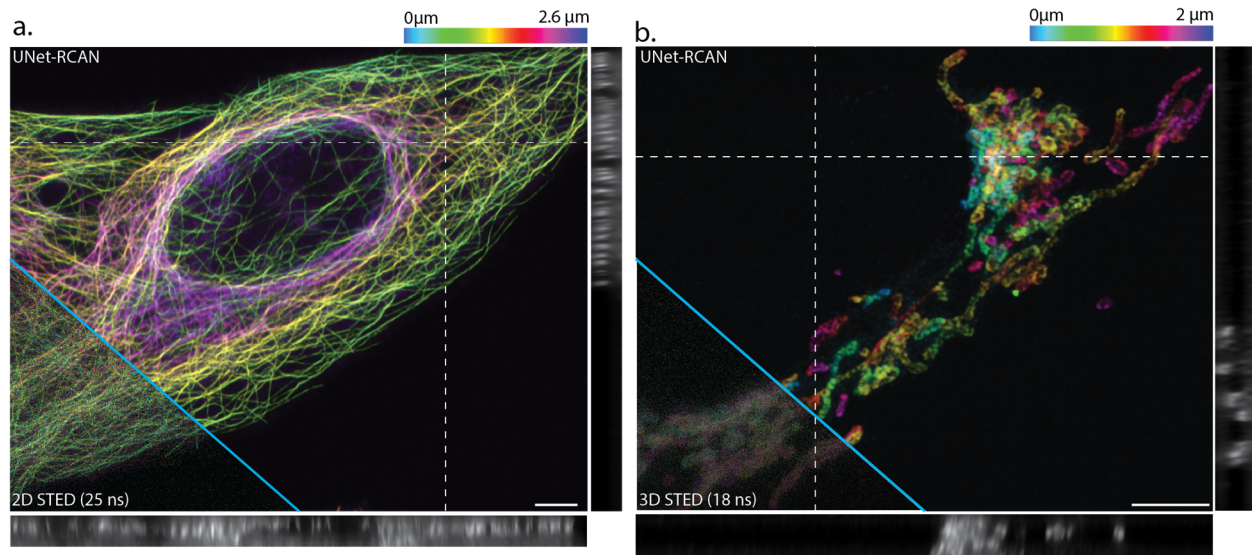 a.
0μm 2.6 μm
UNet-RCAN
2D STED (25 ns)
b.
0μm 2 μm
UNet-RCAN
3D STED (18 ns)